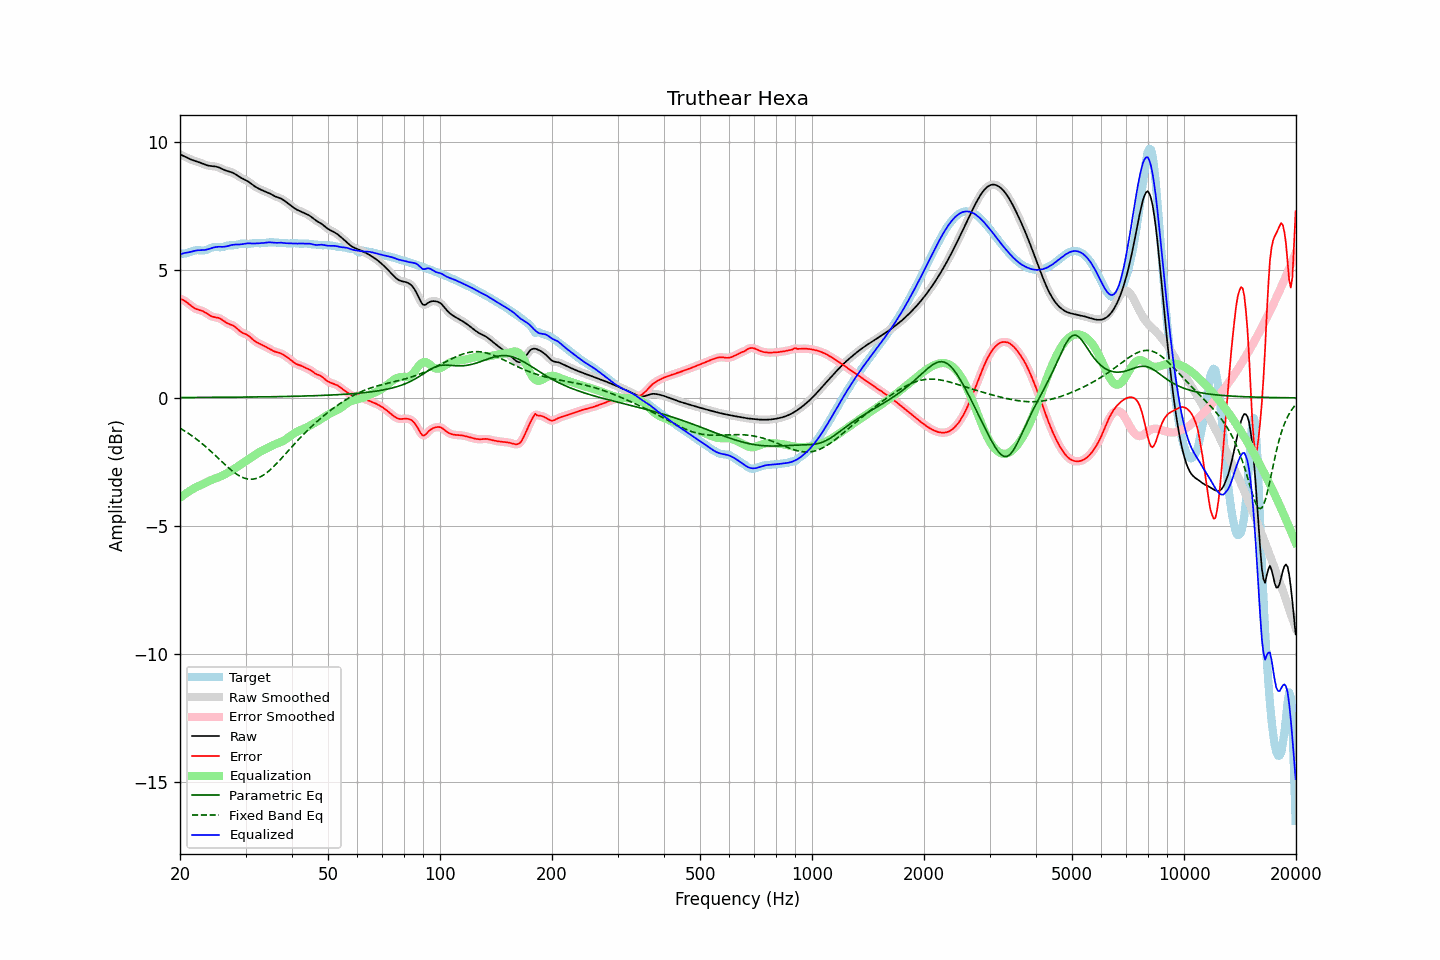 Truthear Hexa
Amplitude (dBr)
10
5
0
−5
−10
−15
Target
Raw Smoothed
Error Smoothed
Raw
Error
Equalization
Parametric Eq
Fixed Band Eq
Equalized
20 50 100 200 500 1000 2000 5000 10000 20000
Frequency (Hz)